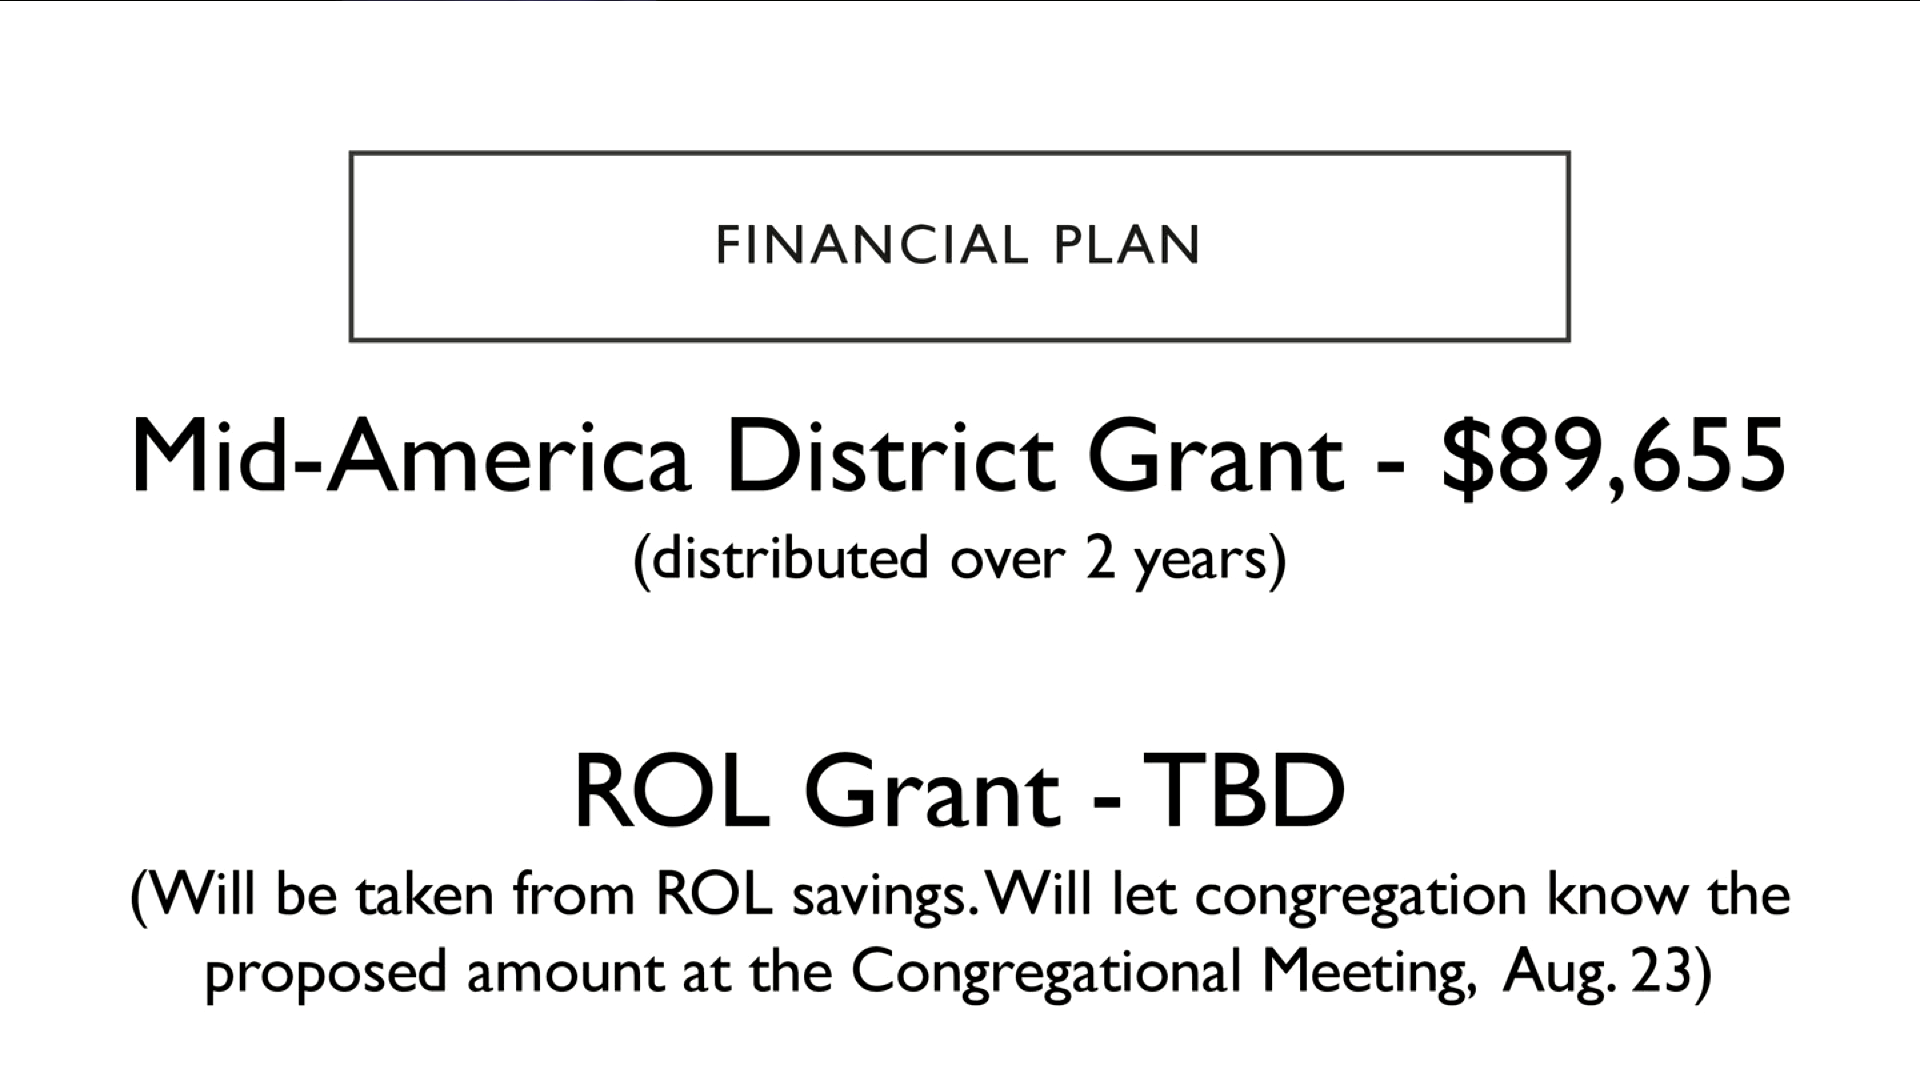 FINANCIAL PLAN
Mid-America District Grant - $89,655
(distributed over 2 years)
ROL Grant - TBD
(Will be taken from ROL savings. Will let congregation know the
proposed amount at the Congregational Meeting, Aug. 23)